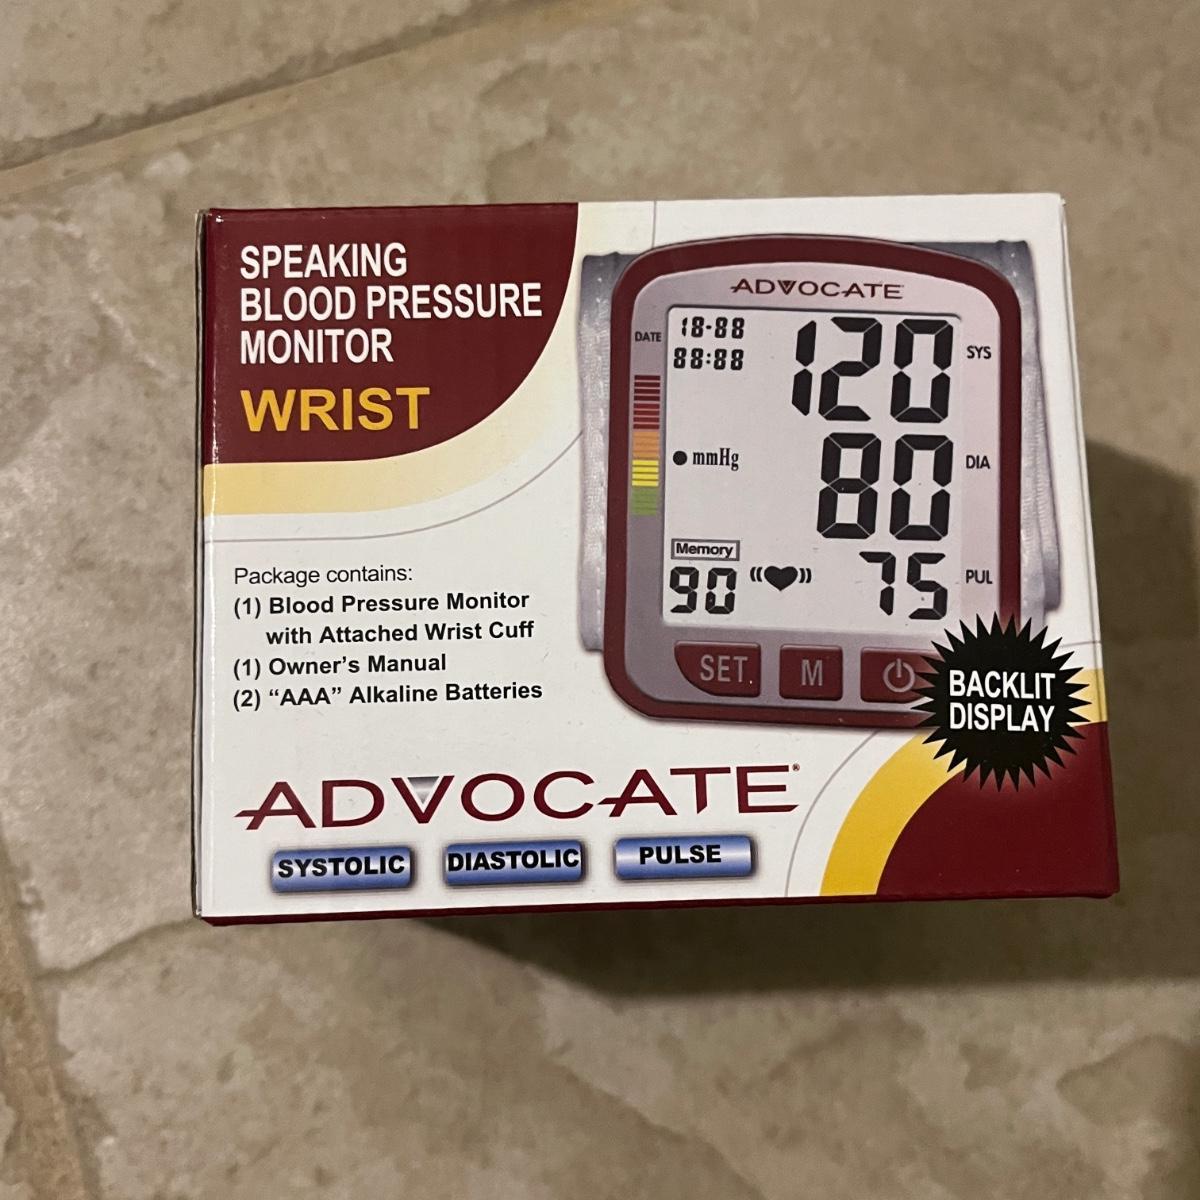 SPEAKING
BLOOD PRESSURE
MONITOR
WRIST
Package contains:
(1) Blood Pressure Monitor
with Attached Wrist Cuff
(1) Owner's Manual
(2) “AAA” Alkaline Batteries
ADVOCATE®
SYSTOLIC DIASTOLIC PULSE
ADVOCATE
DATE 18-88
88:88
120 SYS
mmHg
80 DIA
Memory
90
75 PUL
SET M
BACKLIT
DISPLAY